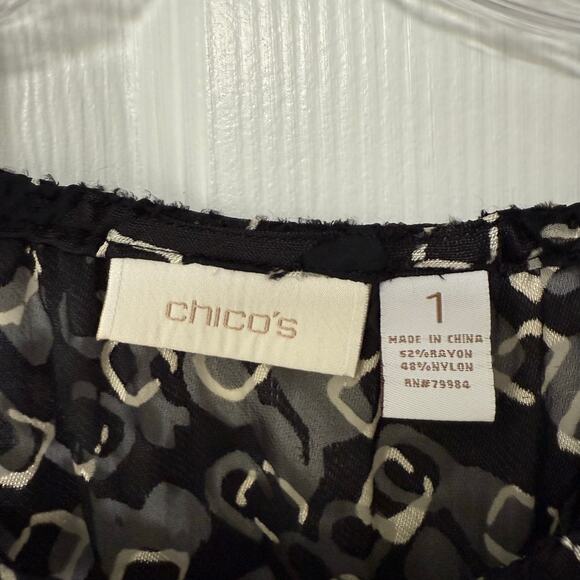 chico's
1
MADE IN CHINA
52%RAYON
48%NYLON
RN#79984